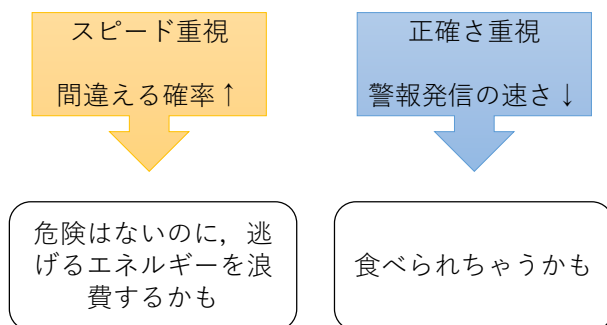 スピード重視
間違える確率↑
正確さ重視
警報発信の速さ↓
危険はないのに，逃
げるエネルギーを浪
費するかも
食べられちゃうかも